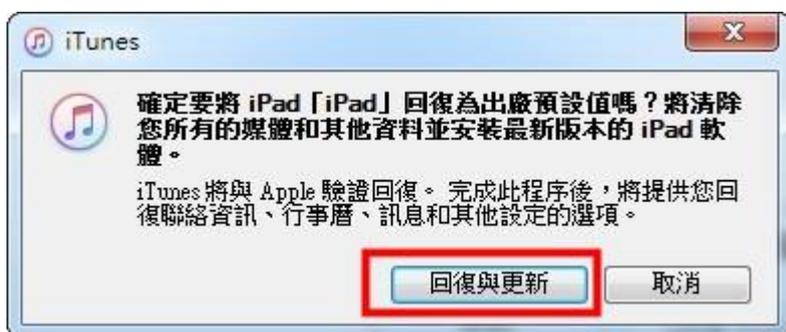 iTunes
確定要將 iPad「iPad」回復為出廠預設值嗎？將清除
您所有的媒體和其他資料並安裝最新版本的 iPad 軟
體。
iTunes 將與 Apple 驗證回復。 完成此程序後，將提供您回
復聯絡資訊、行事曆、訊息和其他設定的選項。
回復與更新 取消